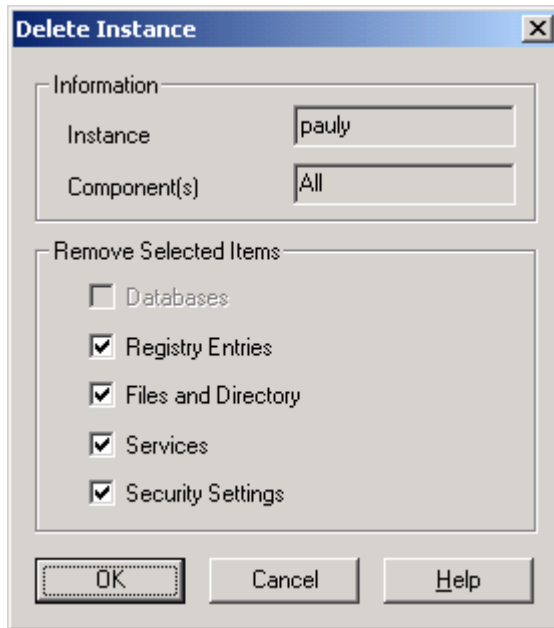 Delete Instance
Information
Instance pauly
Component(s) All
Remove Selected Items
Databases
Registry Entries
Files and Directory
Services
Security Settings
OK Cancel Help